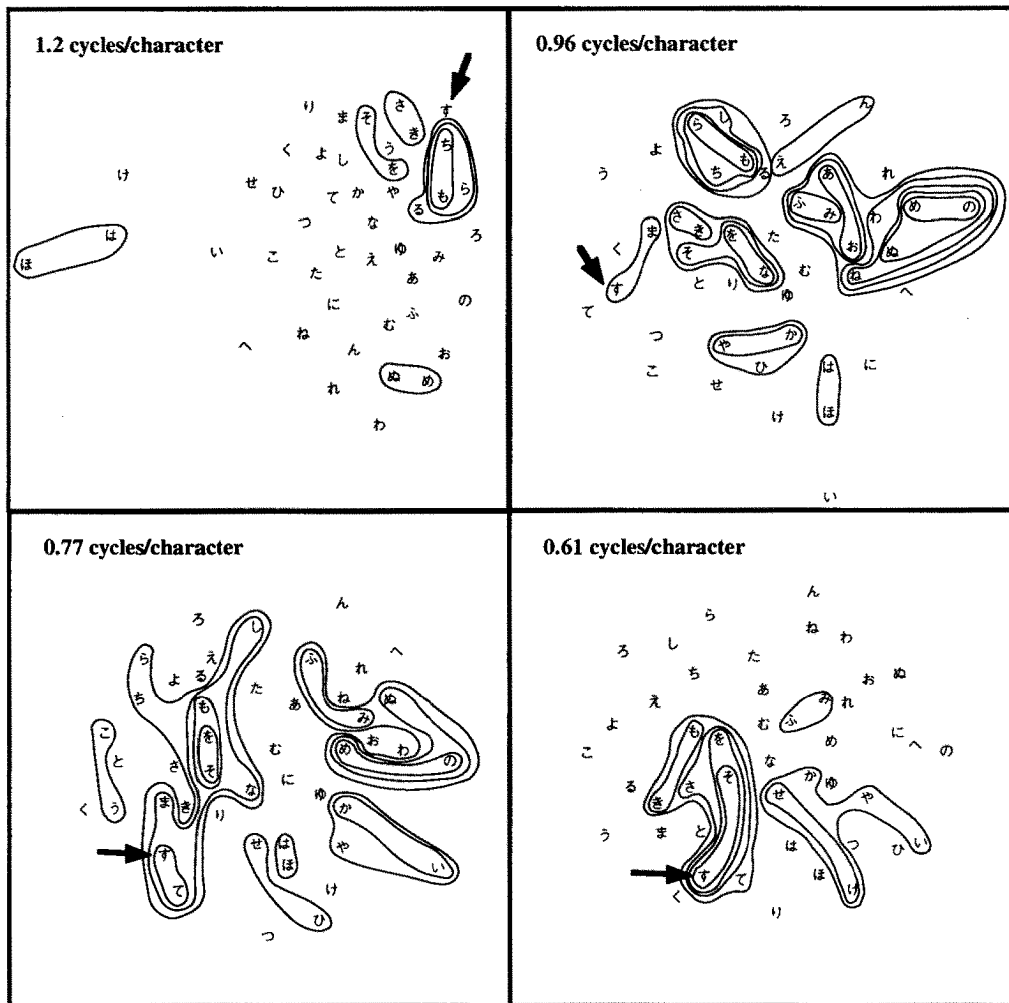 1.2 cycles/character
り ま そ さ す
く よ し う き ち
け せ ひ て か や を も ら
つ な る
は ほ い こ と え ゆ み ろ
た あ
に む ふ の
へ ね ん お
れ ぬ め
わ
0.96 cycles/character
ら し ろ ん
よ ち も る え あ れ
う ふ み わ め の
ま さ き を た お ぬ
く そ な む ね
す と り ゆ へ
て
つ や か
こ せ ひ は に
け ほ
い
0.77 cycles/character
ろ し ん
ら よ る え ふ れ へ
ち た あ ね み ぬ
こ も お わ
と を む め の
さ そ に
く う ま き り な ゆ か
す せ は や い
て ほ け
つ ひ
0.61 cycles/character
ら ん
ろ し ち た ね わ
え あ み お ぬ
よ も を む ふ れ に
こ さ そ な め へ の
る き せ か ゆ や
う ま と は つ ひ い
す て ほ け
く り